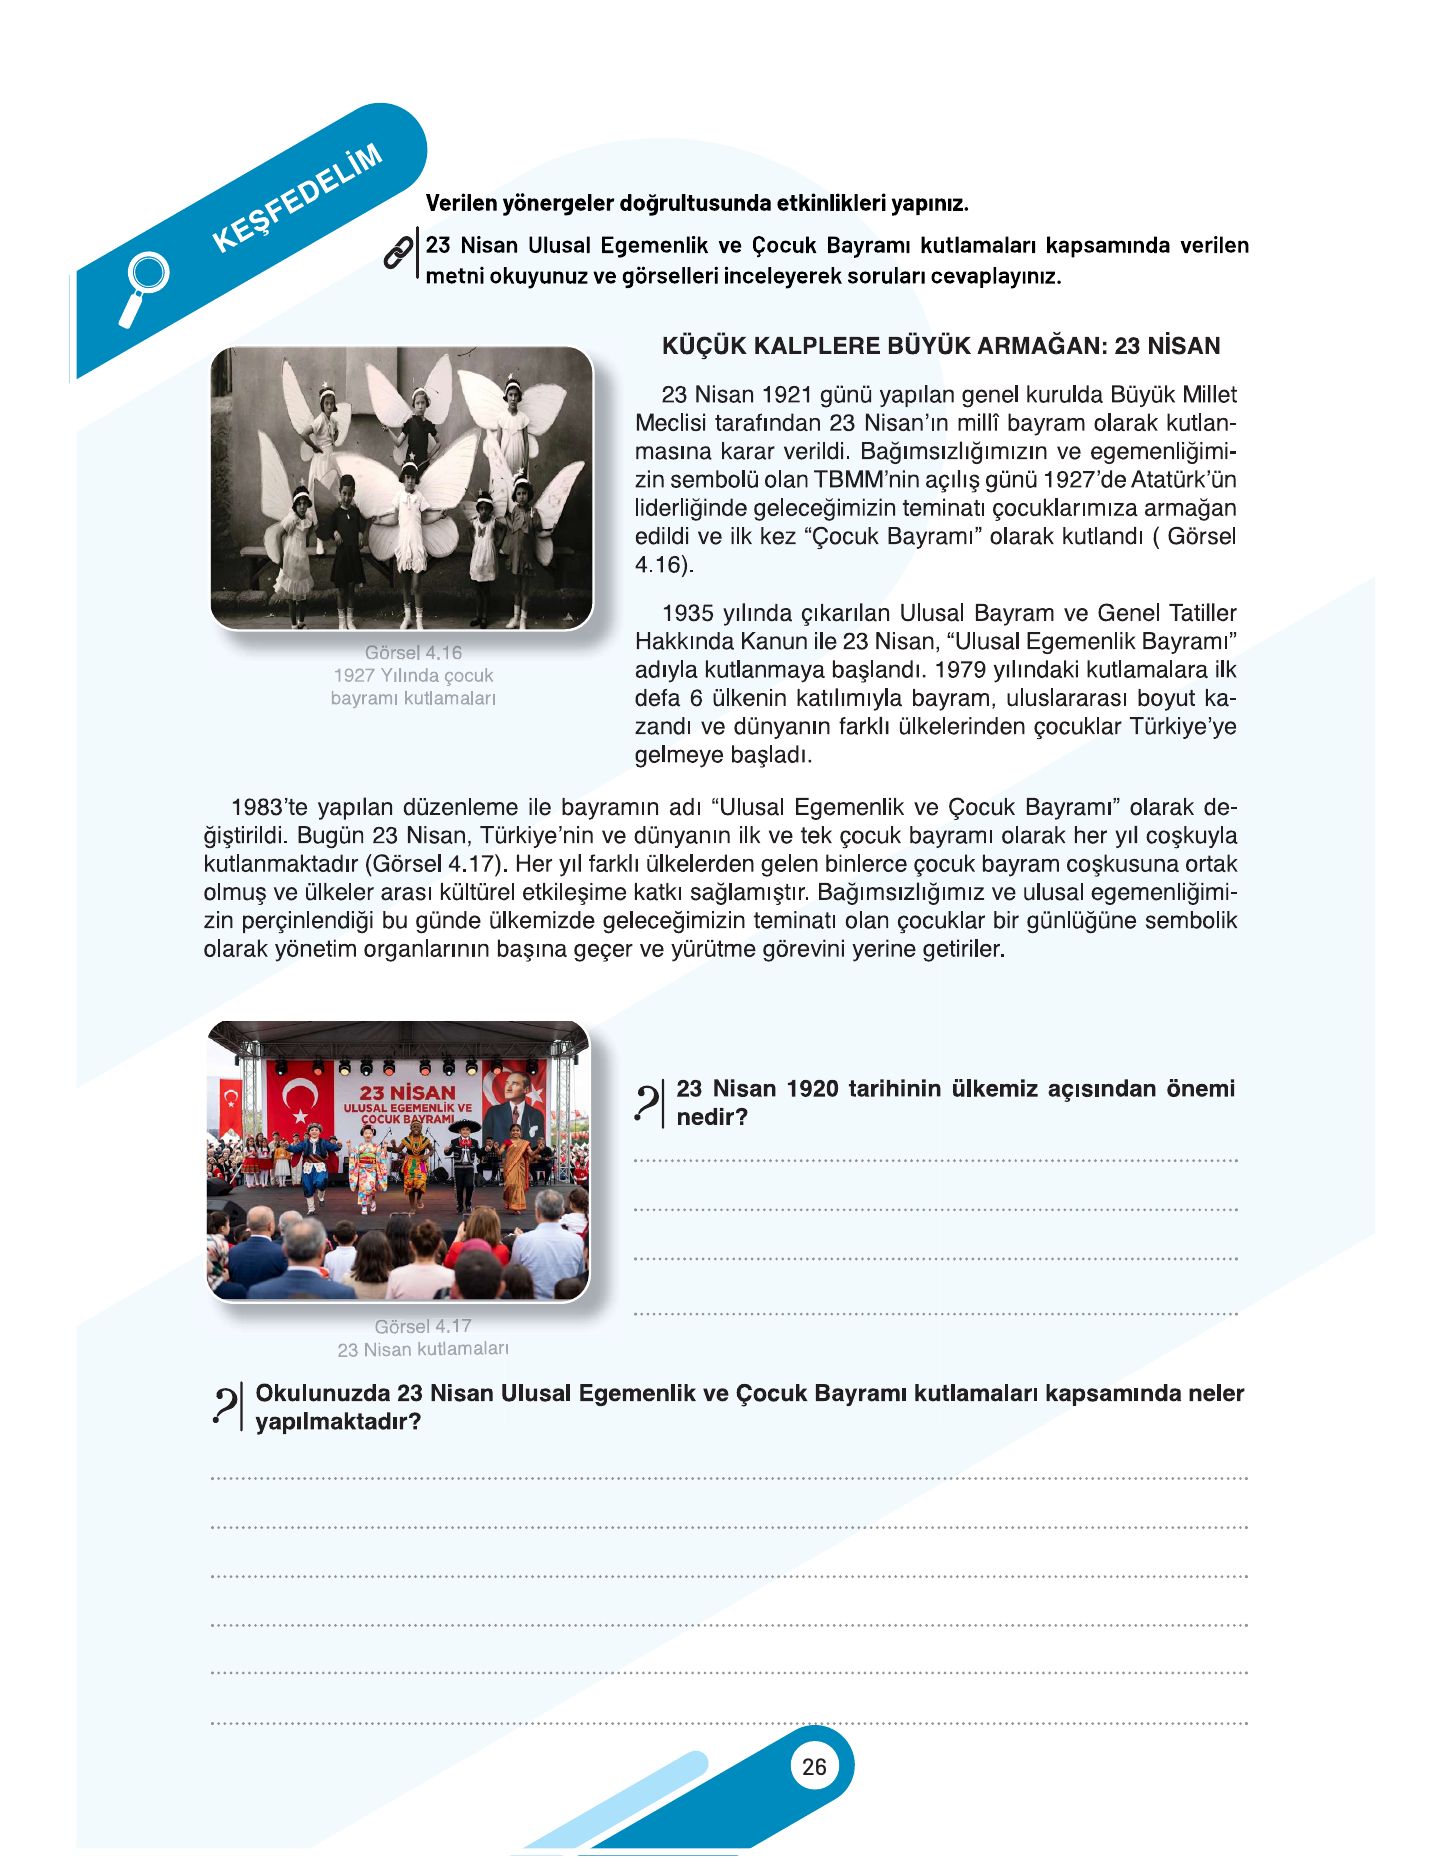 KEŞFEDELİM
Verilen yönergeler doğrultusunda etkinlikleri yapınız.
23 Nisan Ulusal Egemenlik ve Çocuk Bayramı kutlamaları kapsamında verilen
metni okuyunuz ve görselleri inceleyerek soruları cevaplayınız.
KÜÇÜK KALPLERE BÜYÜK ARMAĞAN: 23 NİSAN
23 Nisan 1921 günü yapılan genel kurulda Büyük Millet
Meclisi tarafından 23 Nisan’ın millî bayram olarak kutlan-
masına karar verildi. Bağımsızlığımızın ve egemenliğimi-
zin sembolü olan TBMM’nin açılış günü 1927’de Atatürk’ün
liderliğinde geleceğimizin teminatı çocuklarımıza armağan
edildi ve ilk kez “Çocuk Bayramı” olarak kutlandı ( Görsel
4.16).
Görsel 4.16
1927 Yılında çocuk
bayramı kutlamaları
1935 yılında çıkarılan Ulusal Bayram ve Genel Tatiller
Hakkında Kanun ile 23 Nisan, “Ulusal Egemenlik Bayramı”
adıyla kutlanmaya başlandı. 1979 yılındaki kutlamalara ilk
defa 6 ülkenin katılımıyla bayram, uluslararası boyut ka-
zandı ve dünyanın farklı ülkelerinden çocuklar Türkiye’ye
gelmeye başladı.
1983’te yapılan düzenleme ile bayramın adı “Ulusal Egemenlik ve Çocuk Bayramı” olarak de-
ğiştirildi. Bugün 23 Nisan, Türkiye’nin ve dünyanın ilk ve tek çocuk bayramı olarak her yıl coşkuyla
kutlanmaktadır (Görsel 4.17). Her yıl farklı ülkelerden gelen binlerce çocuk bayram coşkusuna ortak
olmuş ve ülkeler arası kültürel etkileşime katkı sağlamıştır. Bağımsızlığımız ve ulusal egemenliğimi-
zin perçinlendiği bu günde ülkemizde geleceğimizin teminatı olan çocuklar bir günlüğüne sembolik
olarak yönetim organlarının başına geçer ve yürütme görevini yerine getiriler.
23 NİSAN
ULUSAL EGEMENLİK VE
ÇOCUK BAYRAMI
Görsel 4.17
23 Nisan kutlamaları
23 Nisan 1920 tarihinin ülkemiz açısından önemi
nedir?
Okulunuzda 23 Nisan Ulusal Egemenlik ve Çocuk Bayramı kutlamaları kapsamında neler
yapılmaktadır?
26